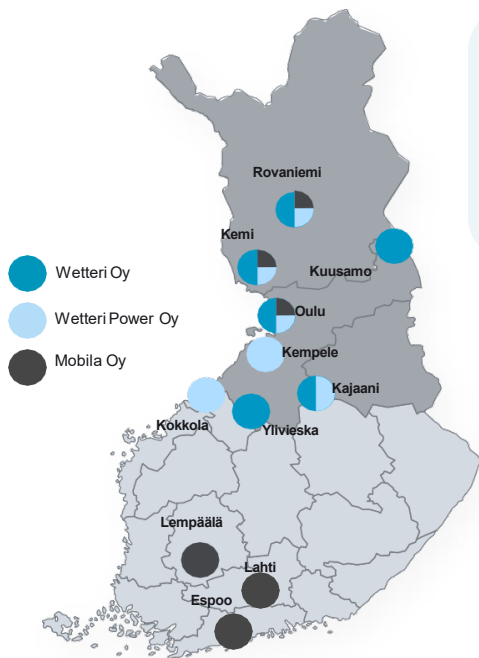 Rovaniemi
Kemi
Kuusamo
Wetteri Oy
Wetteri Power Oy
Oulu
Mobila Oy
Kempele
Kajaani
Kokkola
Ylivieska
Lempäälä
Lahti
Espoo